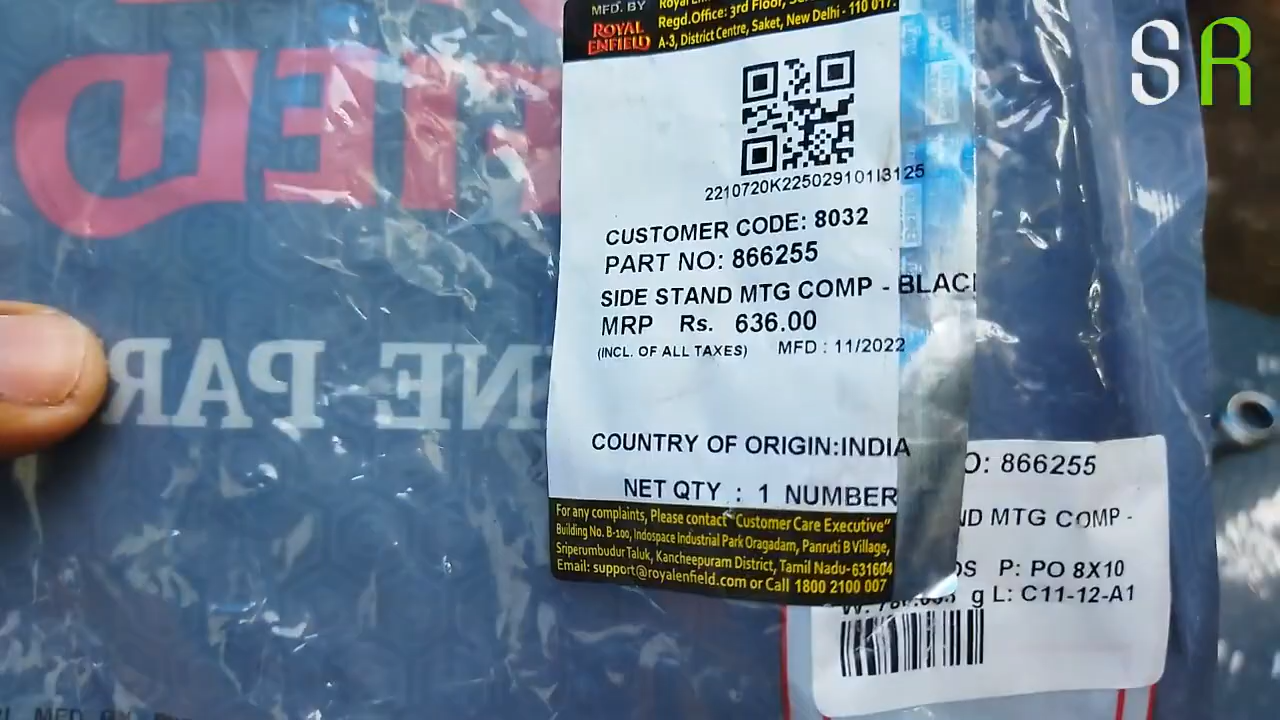 SR
MFD. BY
ROYAL
ENFIELD
Regd.Office: 3rd Floor,
A-3, District Centre, Saket, New Delhi - 110 017.
2210720K22502910113125
CUSTOMER CODE: 8032
PART NO: 866255
SIDE STAND MTG COMP - BLAC
MRP Rs. 636.00
(INCL. OF ALL TAXES) MFD : 11/2022
COUNTRY OF ORIGIN:INDIA
NET QTY : 1 NUMBER
For any complaints, Please contact "Customer Care Executive"
Building No. B-100, Indospace Industrial Park Oragadam, Panruti B Village,
Sriperumbudur Taluk, Kancheepuram District, Tamil Nadu-631604
Email: support@royalenfield.com or Call 1800 2100 007
O: 866255
ND MTG COMP -
OS P: PO 8X10
g L: C11-12-A1
FIELD
NE PAR